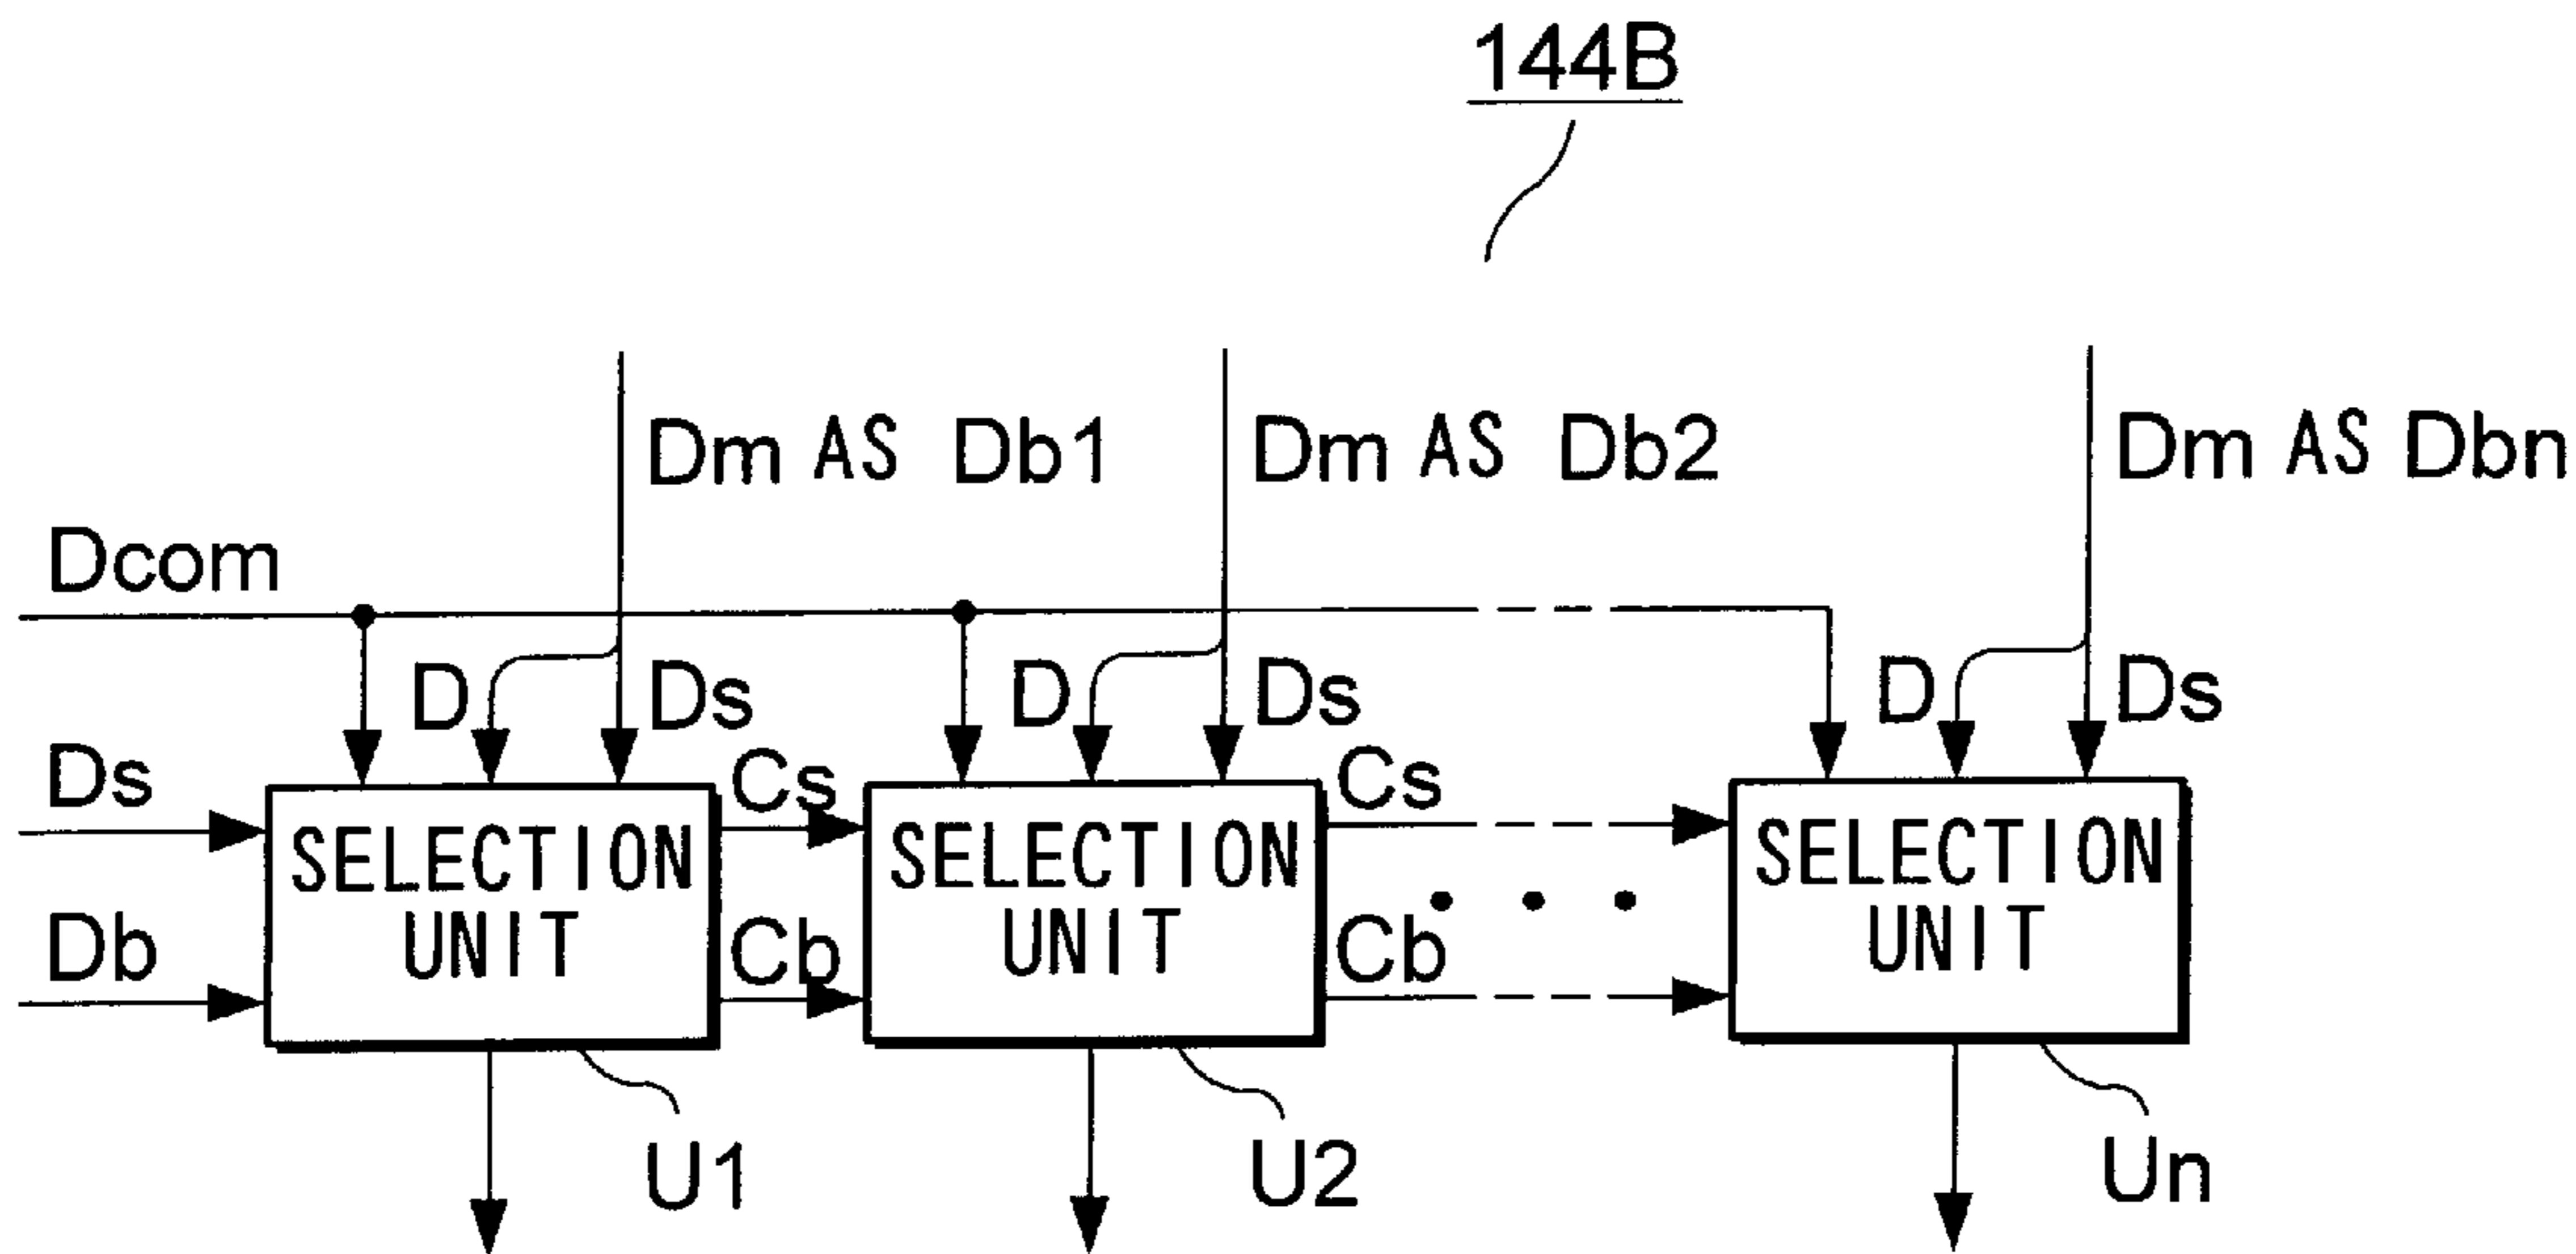 144B
Dm AS Db1
Dm AS Db2
Dm AS Dbn
Dcom
D
Ds
D
Ds
D
Ds
Ds
Cs
Cs
SELECTION
UNIT
SELECTION
UNIT
SELECTION
UNIT
Db
Cb
Cb
U1
U2
Un